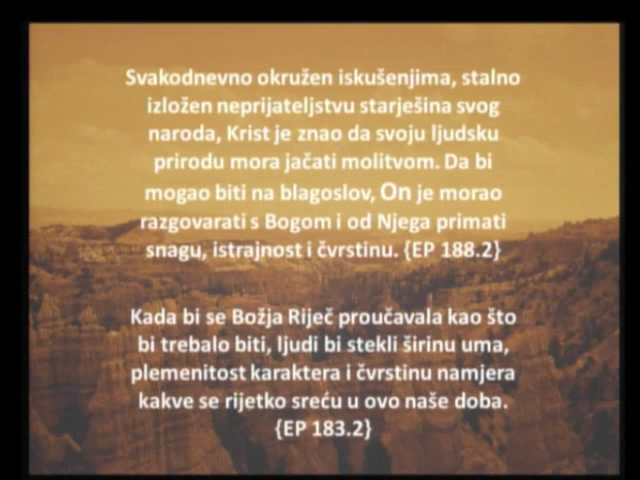 Svakodnevno okružen iskušenjima, stalno
izložen neprijateljstvu starješina svog
naroda, Krist je znao da svoju ljudsku
prirodu mora jačati molitvom. Da bi
mogao biti na blagoslov, On je morao
razgovarati s Bogom i od Njega primati
snagu, istrajnost i čvrstinu. {EP 188.2}
Kada bi se Božja Riječ proučavala kao što
bi trebalo biti, ljudi bi stekli širinu uma,
plemenitost karaktera i čvrstinu namjera
kakve se rijetko sreću u ovo naše doba.
{EP 183.2}